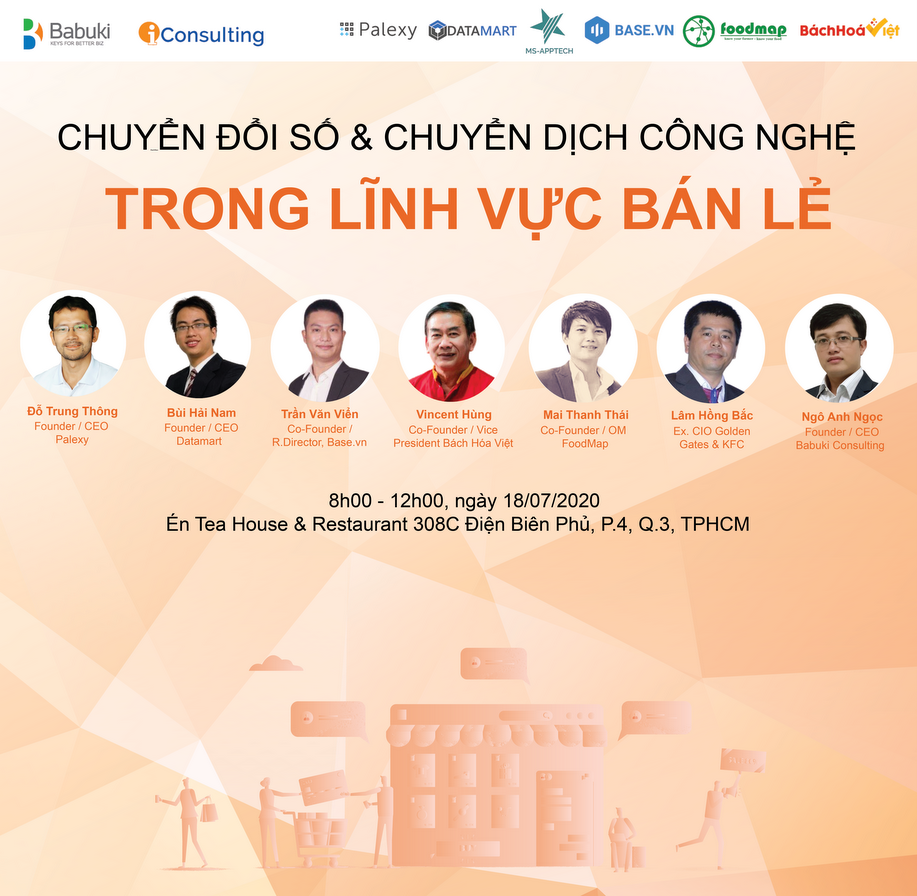 Babuki
KEYS FOR BETTER BIZ
iConsulting
Palexy
DATAMART
MS-APPTECH
BASE.VN
foodmap
BáchHoáViệt
CHUYỂN ĐỔI SỐ & CHUYỂN DỊCH CÔNG NGHỆ
TRONG LĨNH VỰC BÁN LẺ
Đỗ Trung Thông
Founder / CEO
Palexy
Bùi Hải Nam
Founder / CEO
Datamart
Trần Văn Viển
Co-Founder /
R.Director, Base.vn
Vincent Hùng
Co-Founder / Vice
President Bách Hóa Việt
Mai Thanh Thái
Co-Founder / OM
FoodMap
Lâm Hồng Bắc
Ex. CIO Golden
Gates & KFC
Ngô Anh Ngọc
Founder / CEO
Babuki Consulting
8h00 - 12h00, ngày 18/07/2020
Én Tea House & Restaurant 308C Điện Biên Phủ, P.4, Q.3, TPHCM